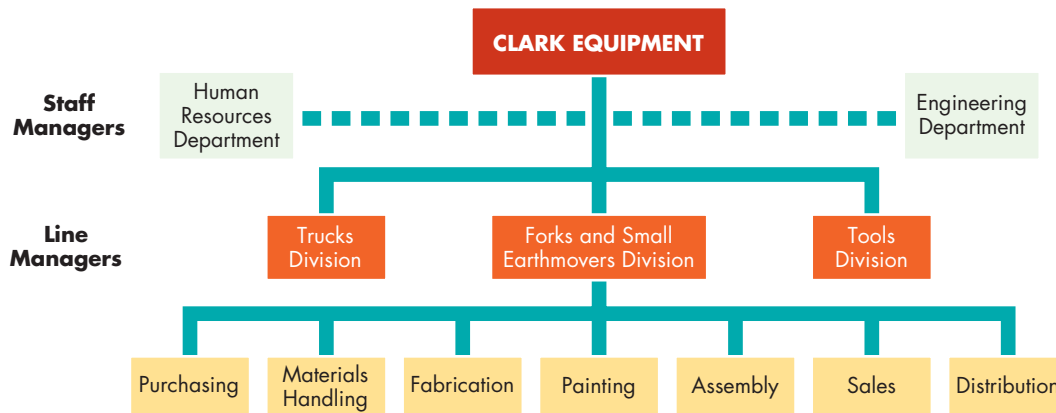 CLARK EQUIPMENT
Staff
Managers
Human
Resources
Department
Engineering
Department
Line
Managers
Trucks
Division
Forks and Small
Earthmovers Division
Tools
Division
Purchasing
Materials
Handling
Fabrication
Painting
Assembly
Sales
Distribution